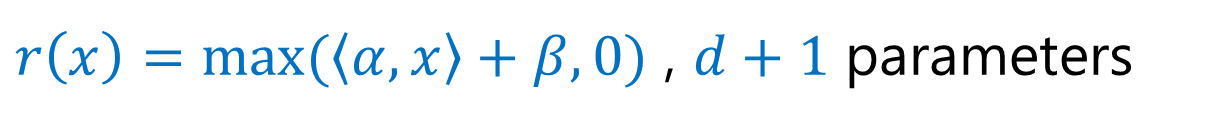 r(x) = max(⟨α, x⟩ + β, 0) , d + 1 parameters